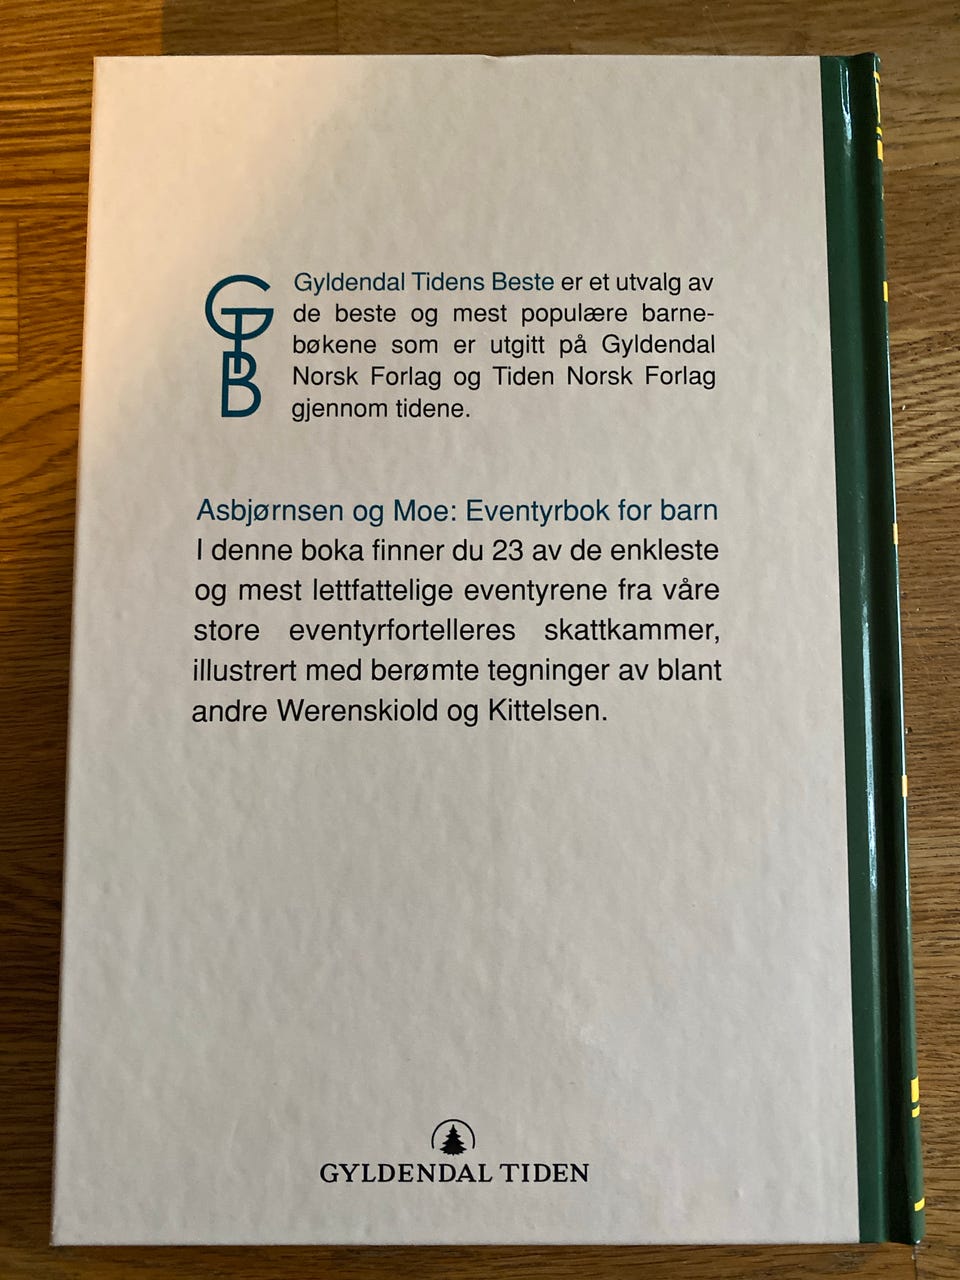 GTB
Gyldendal Tidens Beste er et utvalg av
de beste og mest populære barne-
bøkene som er utgitt på Gyldendal
Norsk Forlag og Tiden Norsk Forlag
gjennom tidene.
Asbjørnsen og Moe: Eventyrbok for barn
I denne boka finner du 23 av de enkleste
og mest lettfattelige eventyrene fra våre
store eventyrfortelleres skattkammer,
illustrert med berømte tegninger av blant
andre Werenskiold og Kittelsen.
GYLDENDAL TIDEN